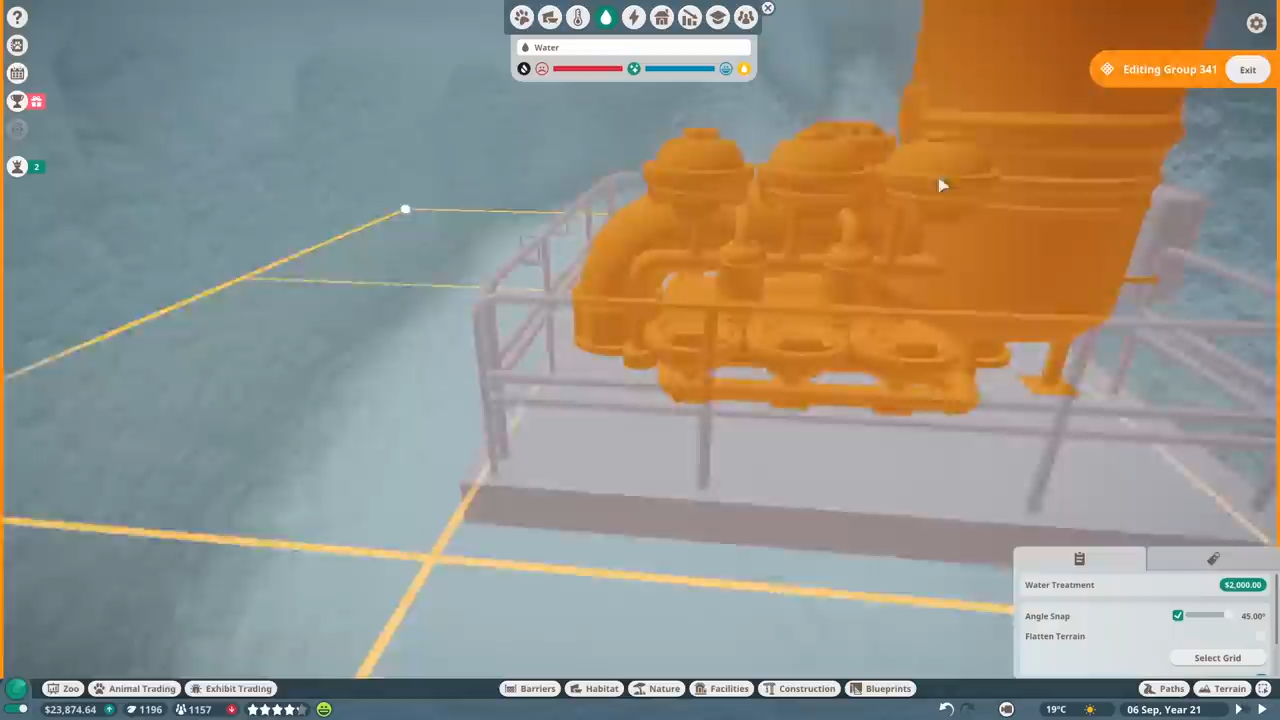 Water
Editing Group 341
Exit
2
Water Treatment
$2,000.00
Angle Snap
45.00°
Flatten Terrain
Select Grid
Zoo
Animal Trading
Exhibit Trading
Barriers
Habitat
Nature
Facilities
Construction
Blueprints
Paths
Terrain
$23,874.64
1196
1157
19°C
06 Sep, Year 21